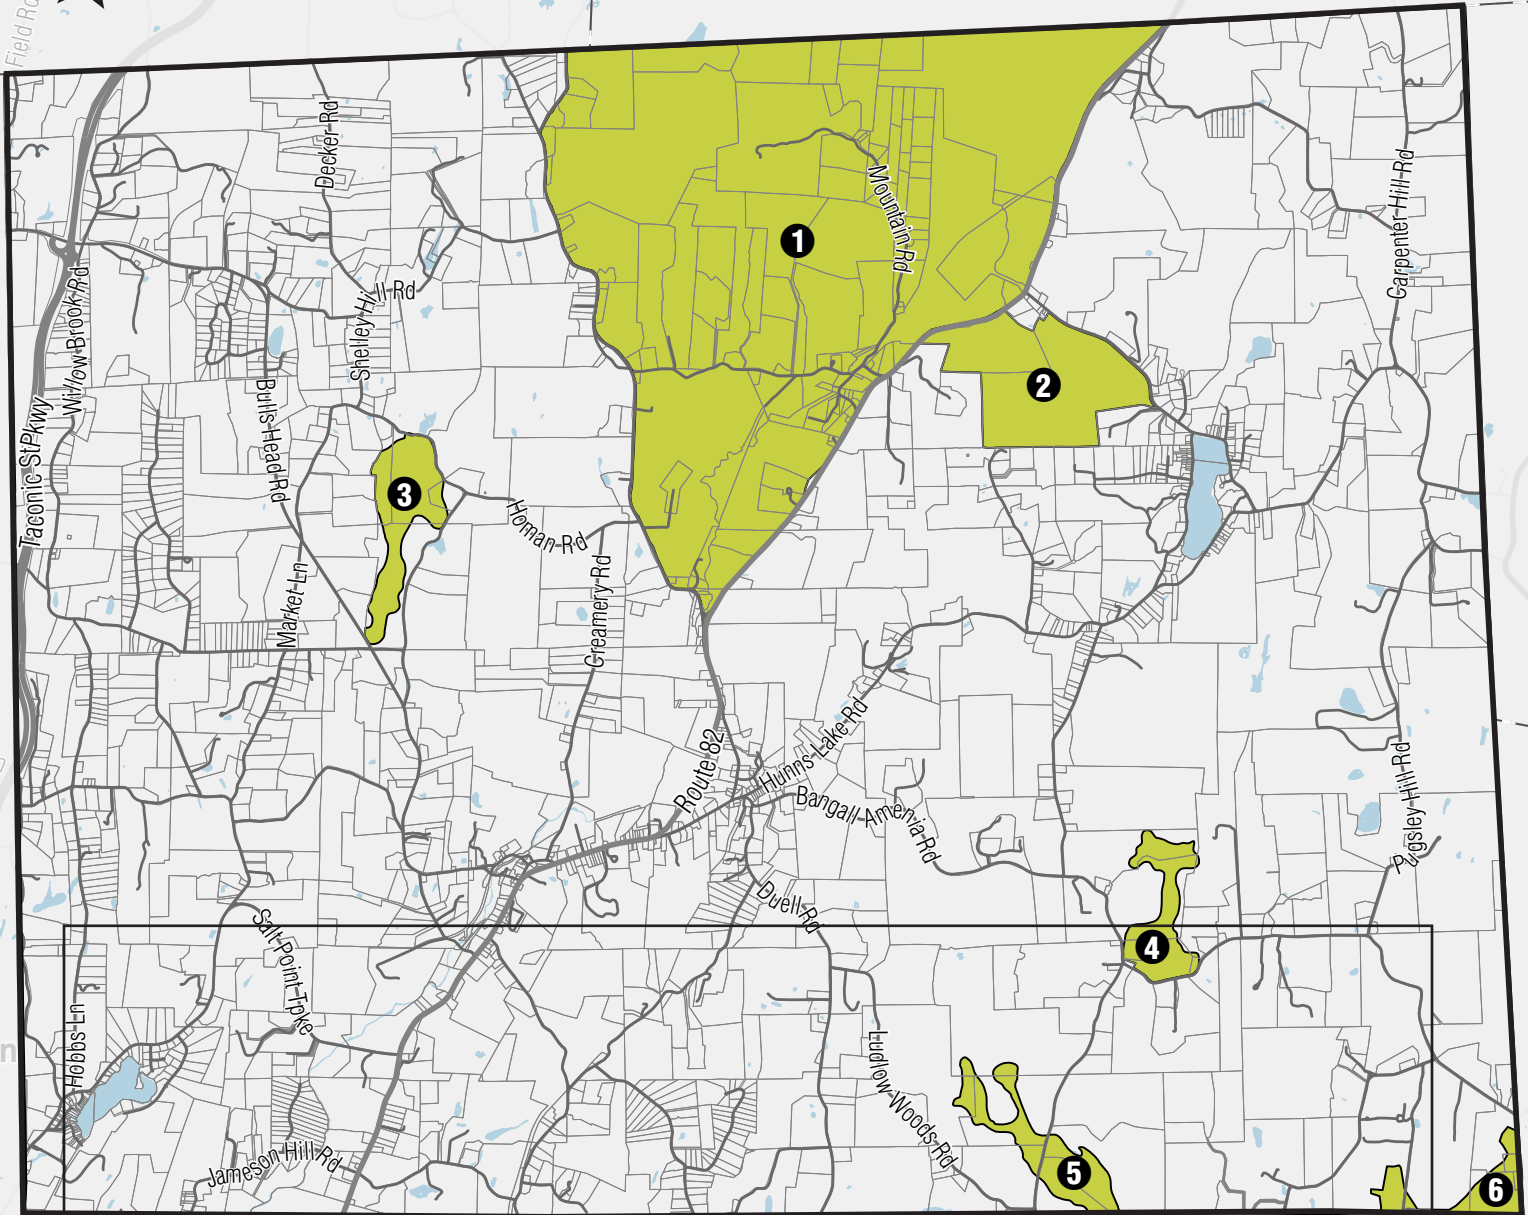 Field Rd
Decker Rd
Mountain Rd
Carpenter Hill Rd
1
Willow Brook Rd
Shelley Hill Rd
2
Taconic St Pkwy
Bulls Head Rd
3
Homan Rd
Market Ln
Creamery Rd
Route 82
Hunns Lake Rd
Bangall Amenia Rd
Pugsley Hill Rd
Duell Rd
Salt Point Tpke
4
Hobbs Ln
Ludlow Woods Rd
Jameson Hill Rd
5
6
n